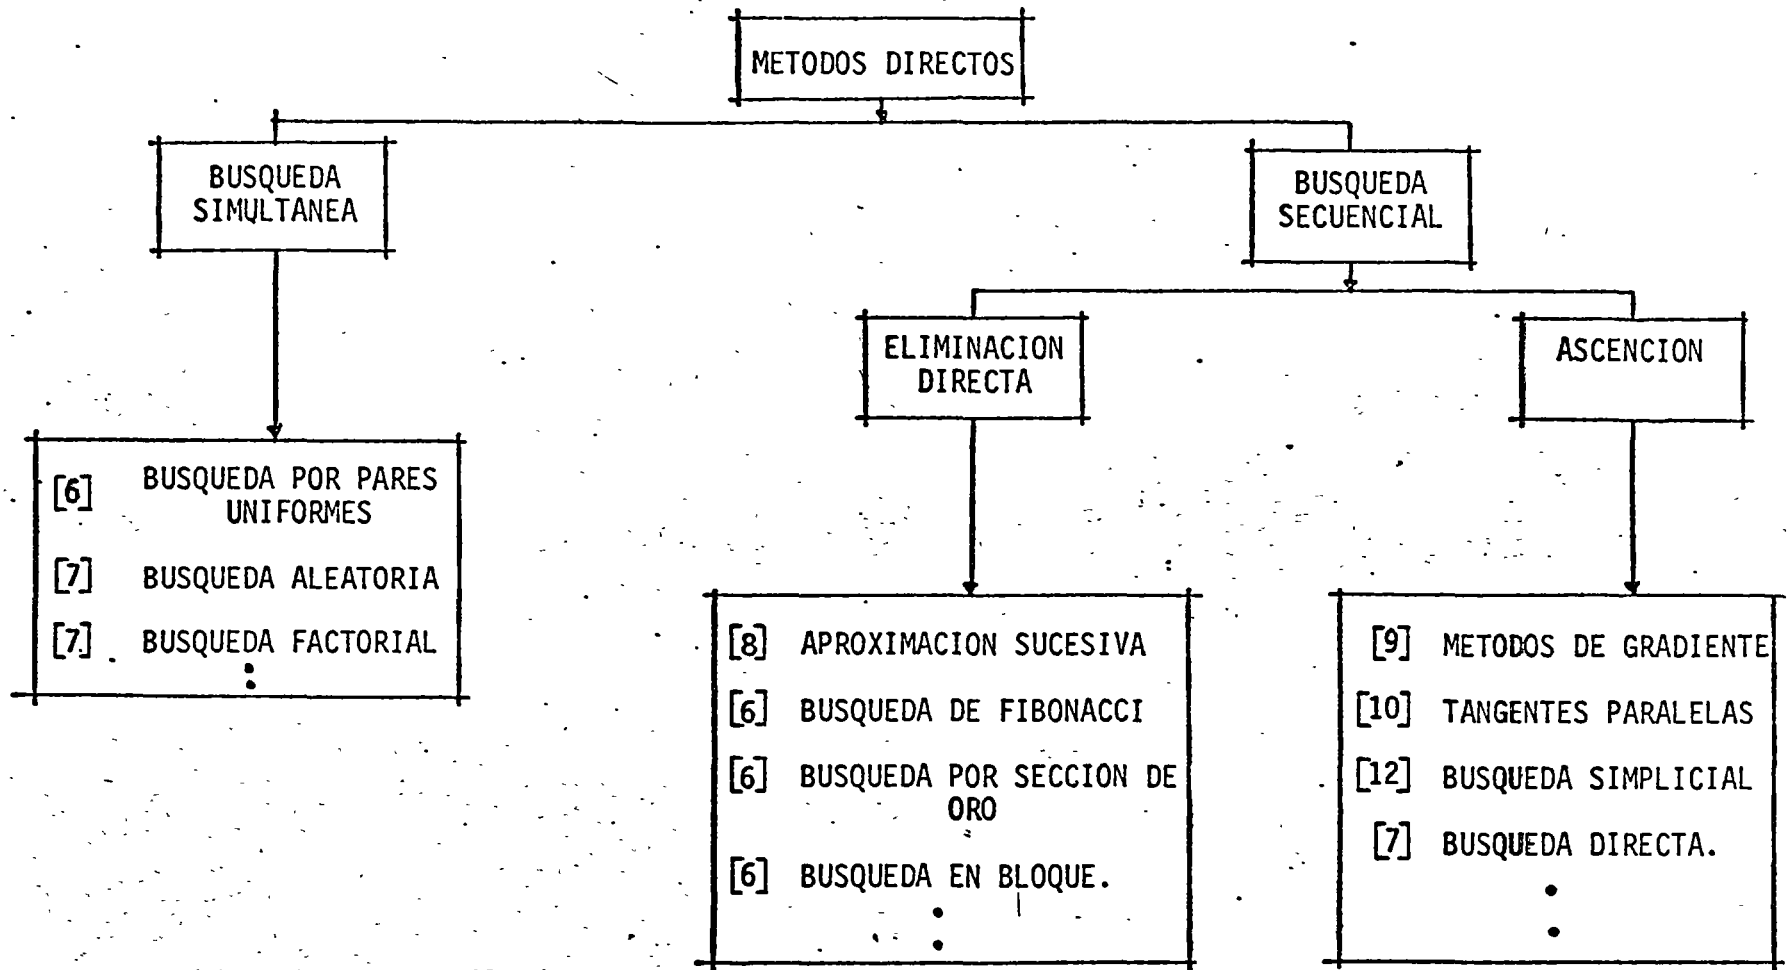 METODOS DIRECTOS
BUSQUEDA
SIMULTANEA
BUSQUEDA
SECUENCIAL
ELIMINACION
DIRECTA
ASCENCION
[6] BUSQUEDA POR PARES
UNIFORMES
[7] BUSQUEDA ALEATORIA
[7] BUSQUEDA FACTORIAL
[8] APROXIMACION SUCESIVA
[6] BUSQUEDA DE FIBONACCI
[6] BUSQUEDA POR SECCION DE
ORO
[6] BUSQUEDA EN BLOQUE.
[9] METODOS DE GRADIENTE
[10] TANGENTES PARALELAS
[12] BUSQUEDA SIMPLICIAL
[7] BUSQUEDA DIRECTA.